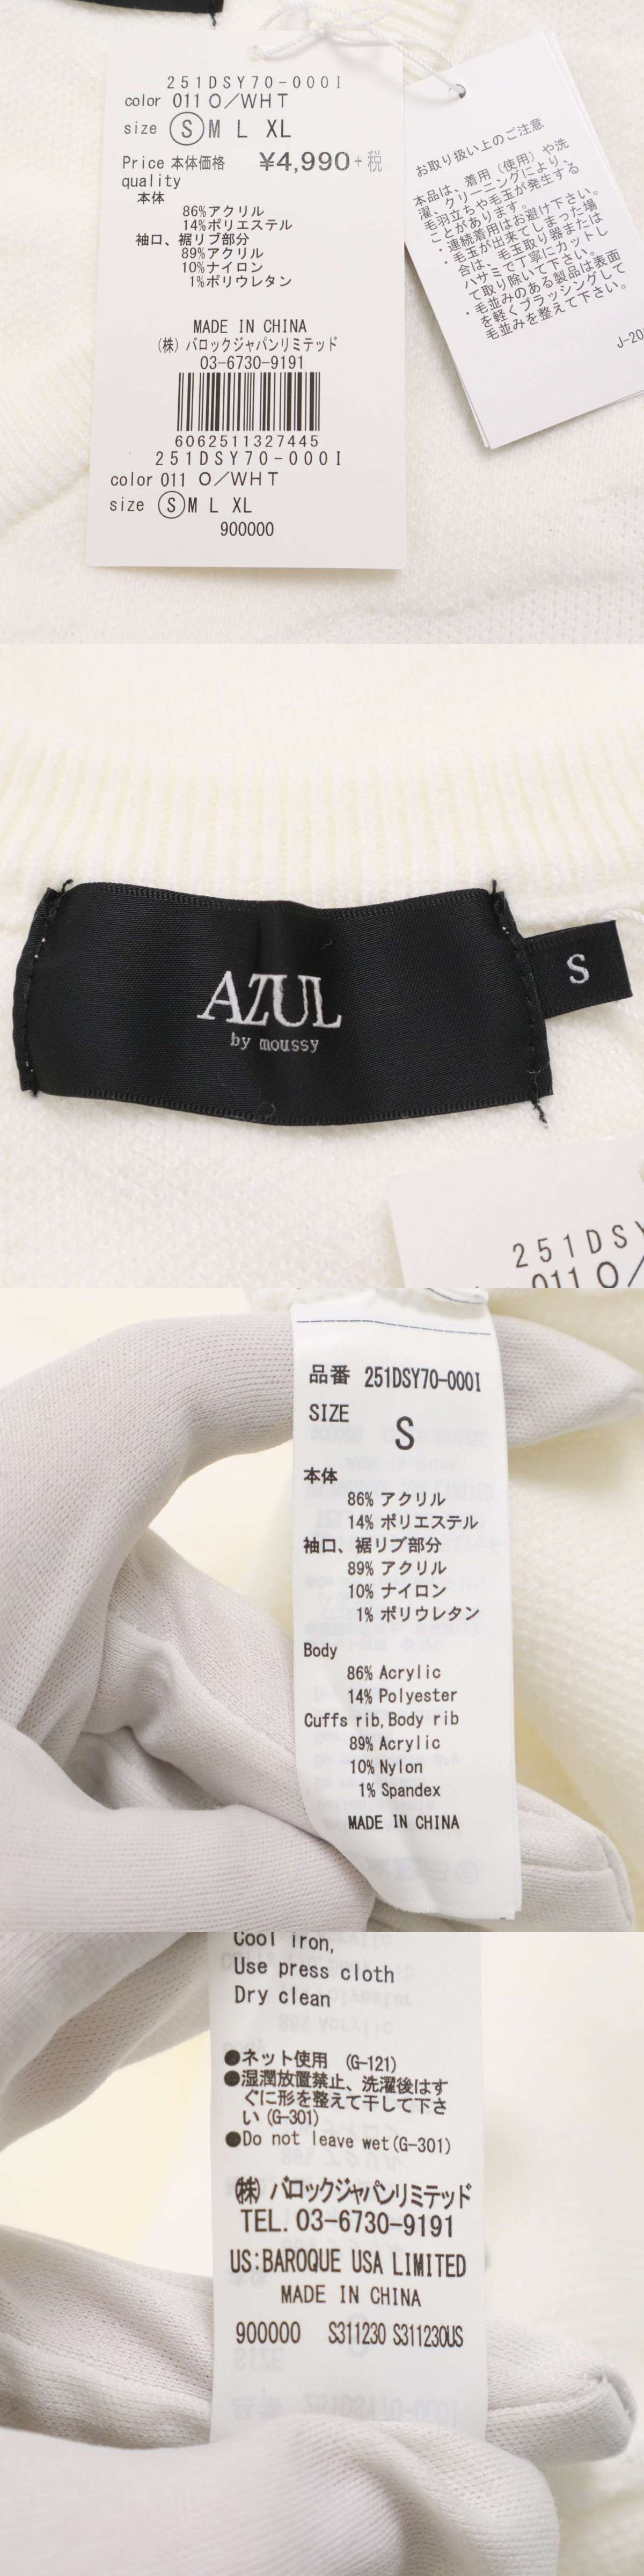 251DSY70-000I
color 011 O/WHT
size S M L XL
Price 本体価格 ¥4,990+税
quality
本体
86%アクリル
14%ポリエステル
袖口、裾リブ部分
89%アクリル
10%ナイロン
1%ポリウレタン
MADE IN CHINA
(株) バロックジャパンリミテッド
03-6730-9191
6062511327445
251DSY70-000I
color 011 O/WHT
size S M L XL
900000
お取り扱い上のご注意
本品は、着用(使用)や洗
濯、クリーニングにより、
毛羽立ちや毛玉が発生する
ことがあります。
・連続着用はお避け下さい。
・毛玉が出来てしまった場
合は、毛玉取り器または
ハサミで丁寧にカットし
て取り除いて下さい。
・毛並みのある製品は表面
を軽くブラッシングして
毛並みを整えて下さい。
J-20
AZUL
by moussy
S
251DSY
011 O/
品番 251DSY70-000I
SIZE S
本体
86% アクリル
14% ポリエステル
袖口、裾リブ部分
89% アクリル
10% ナイロン
1% ポリウレタン
Body
86% Acrylic
14% Polyester
Cuffs rib,Body rib
89% Acrylic
10% Nylon
1% Spandex
MADE IN CHINA
Cool iron,
Use press cloth
Dry clean
●ネット使用 (G-121)
●湿潤放置禁止、洗濯後はす
ぐに形を整えて干して下さ
い(G-301)
●Do not leave wet(G-301)
(株) バロックジャパンリミテッド
TEL. 03-6730-9191
US:BAROQUE USA LIMITED
MADE IN CHINA
900000 S311230 S311230US